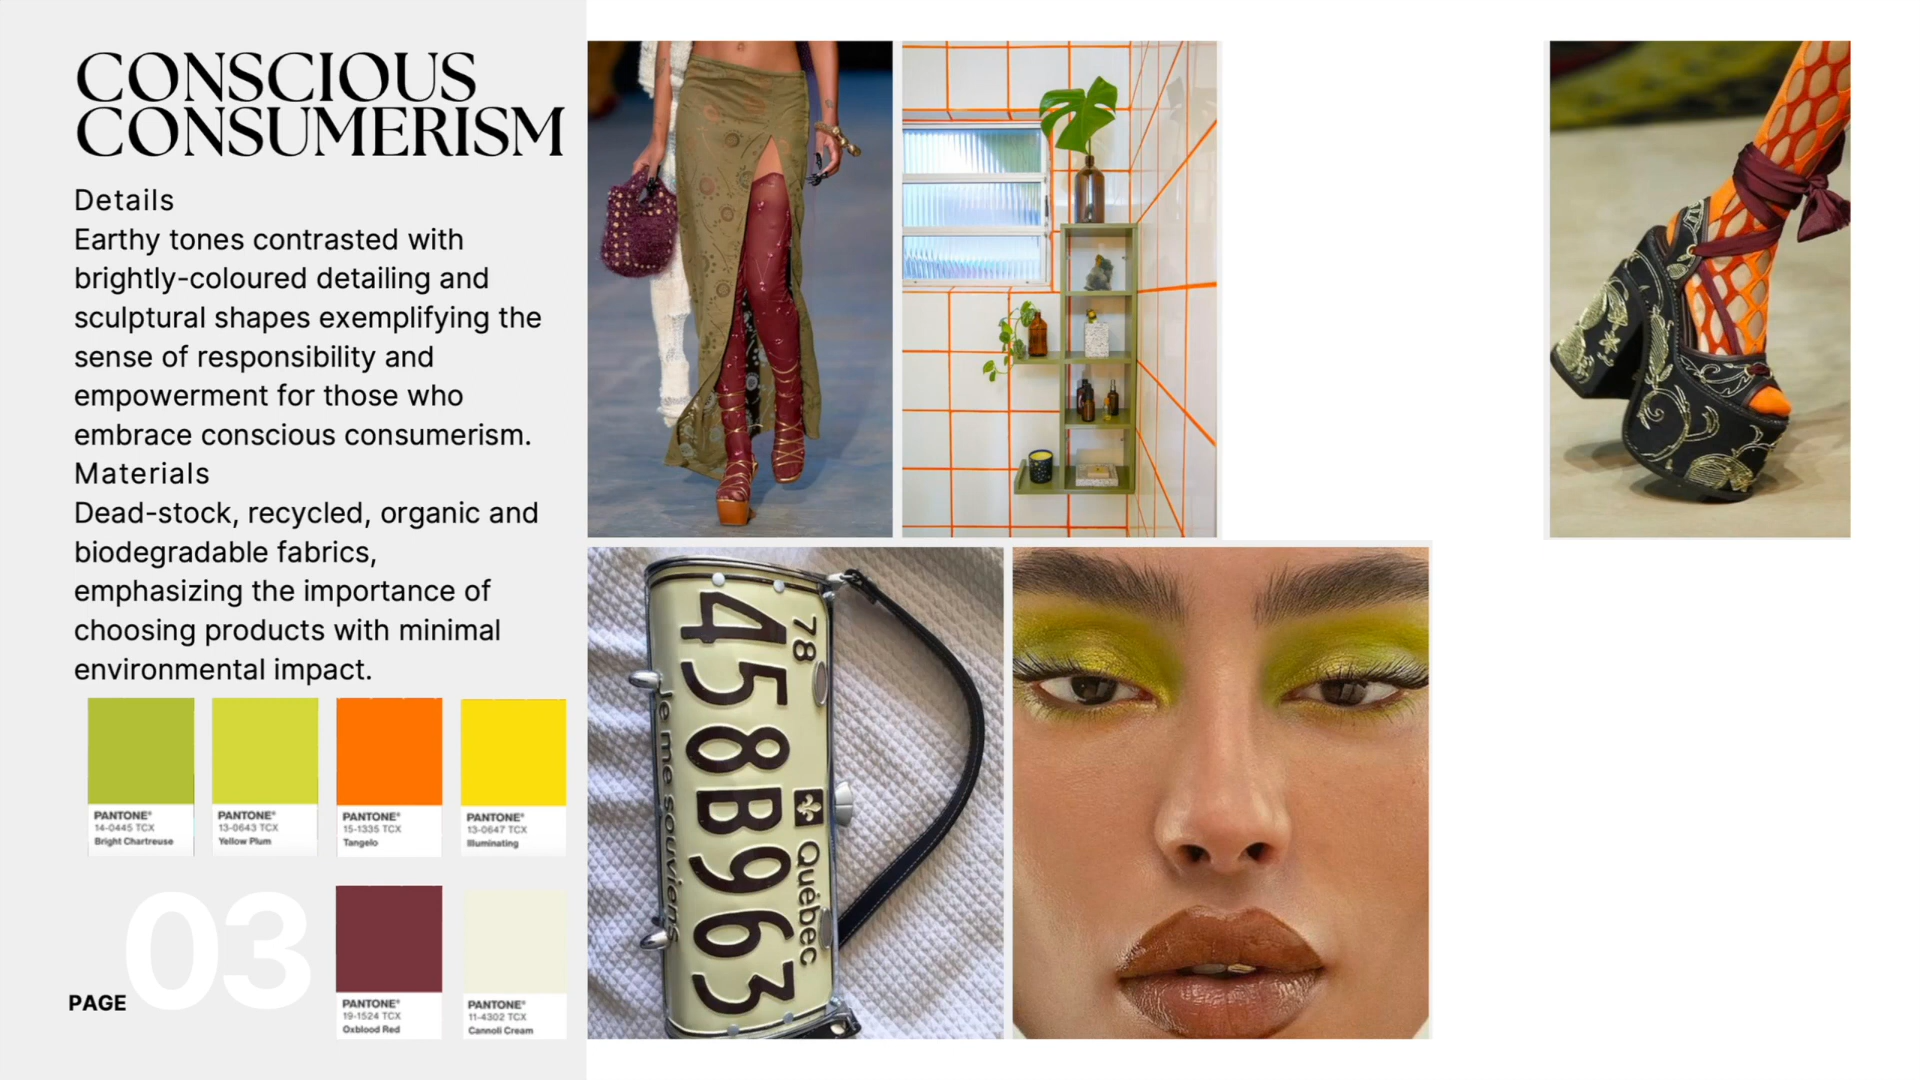 CONSCIOUS
CONSUMERISM
Details
Earthy tones contrasted with
brightly-coloured detailing and
sculptural shapes exemplifying the
sense of responsibility and
empowerment for those who
embrace conscious consumerism.
Materials
Dead-stock, recycled, organic and
biodegradable fabrics,
emphasizing the importance of
choosing products with minimal
environmental impact.
PANTONE®
14-0445 TCX
Bright Chartreuse
PANTONE®
13-0643 TCX
Yellow Plum
PANTONE®
15-1335 TCX
Tangelo
PANTONE®
13-0647 TCX
Illuminating
PANTONE®
19-1524 TCX
Oxblood Red
PANTONE®
11-4302 TCX
Cannoli Cream
PAGE 03
78
458B963
Québec
Je me souviens